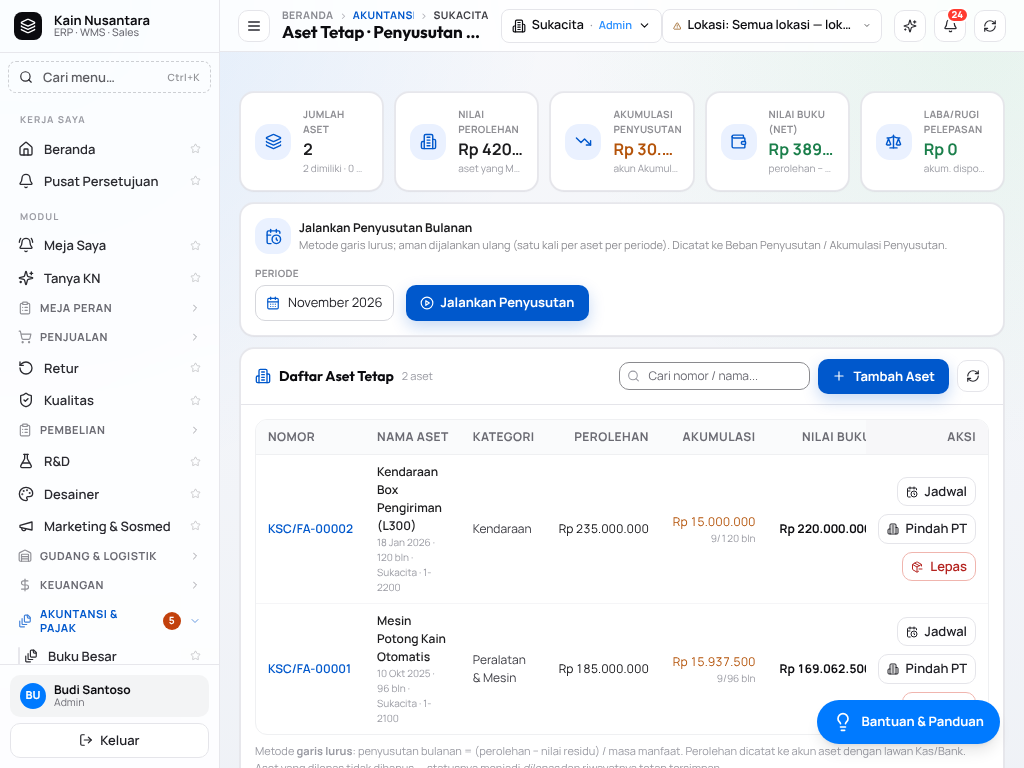 Kain Nusantara
ERP · WMS · Sales
Cari menu...
Ctrl+K
KERJA SAYA
Beranda
Pusat Persetujuan
MODUL
Meja Saya
Tanya KN
MEJA PERAN
PENJUALAN
Retur
Kualitas
PEMBELIAN
R&D
Desainer
Marketing & Sosmed
GUDANG & LOGISTIK
KEUANGAN
AKUNTANSI &
PAJAK
5
Buku Besar
BU
Budi Santoso
Admin
Keluar
BERANDA > AKUNTANSI > SUKACITA
Aset Tetap · Penyusutan ...
Sukacita · Admin
Lokasi: Semua lokasi — lok...
24
JUMLAH
ASET
2
2 dimiliki · 0 ...
NILAI
PEROLEHAN
Rp 420...
aset yang M...
AKUMULASI
PENYUSUTAN
Rp 30....
akun Akumul...
NILAI BUKU
(NET)
Rp 389...
perolehan – ...
LABA/RUGI
PELEPASAN
Rp 0
akum. dispo...
Jalankan Penyusutan Bulanan
Metode garis lurus; aman dijalankan ulang (satu kali per aset per periode). Dicatat ke Beban Penyusutan / Akumulasi Penyusutan.
PERIODE
November 2026
Jalankan Penyusutan
Daftar Aset Tetap 2 aset
Cari nomor / nama...
Tambah Aset
NOMOR NAMA ASET KATEGORI PEROLEHAN AKUMULASI NILAI BUKU AKSI
KSC/FA-00002
Kendaraan
Box
Pengiriman
(L300)
18 Jan 2026 ·
120 bln ·
Sukacita · 1-
2200
Kendaraan
Rp 235.000.000
Rp 15.000.000
9/120 bln
Rp 220.000.000
Jadwal
Pindah PT
Lepas
KSC/FA-00001
Mesin
Potong Kain
Otomatis
10 Okt 2025 ·
96 bln ·
Sukacita · 1-
2100
Peralatan
& Mesin
Rp 185.000.000
Rp 15.937.500
9/96 bln
Rp 169.062.500
Jadwal
Pindah PT
Bantuan & Panduan
Metode garis lurus: penyusutan bulanan = (perolehan – nilai residu) / masa manfaat. Perolehan dicatat ke akun aset dengan lawan Kas/Bank.